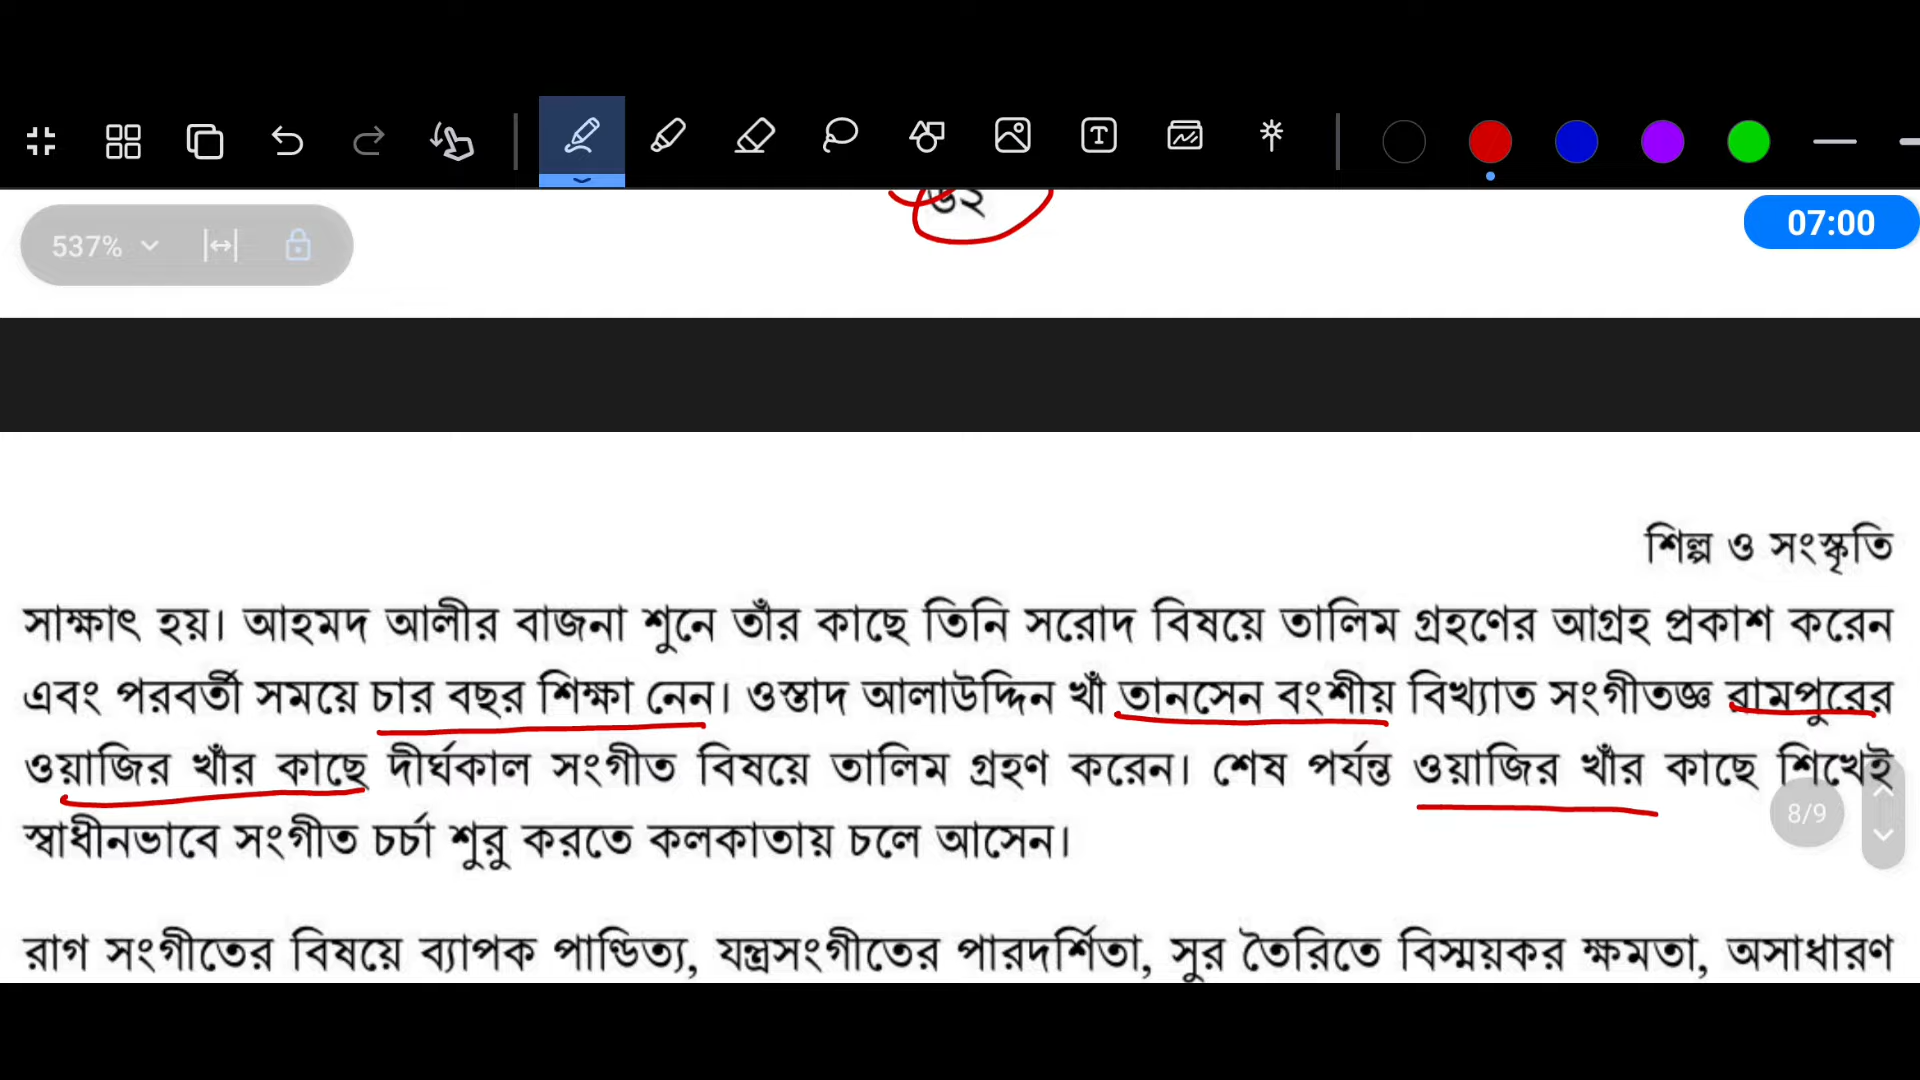 ৬২
537%
07:00
শিল্প ও সংস্কৃতি
সাক্ষাৎ হয়। আহমদ আলীর বাজনা শুনে তাঁর কাছে তিনি সরোদ বিষয়ে তালিম গ্রহণের আগ্রহ প্রকাশ করেন
এবং পরবর্তী সময়ে চার বছর শিক্ষা নেন। ওস্তাদ আলাউদ্দিন খাঁ তানসেন বংশীয় বিখ্যাত সংগীতজ্ঞ রামপুরের
ওয়াজির খাঁর কাছে দীর্ঘকাল সংগীত বিষয়ে তালিম গ্রহণ করেন। শেষ পর্যন্ত ওয়াজির খাঁর কাছে শিখেই
8/9
স্বাধীনভাবে সংগীত চর্চা শুরু করতে কলকাতায় চলে আসেন।
রাগ সংগীতের বিষয়ে ব্যাপক পাণ্ডিত্য, যন্ত্রসংগীতের পারদর্শিতা, সুর তৈরিতে বিস্ময়কর ক্ষমতা, অসাধারণ